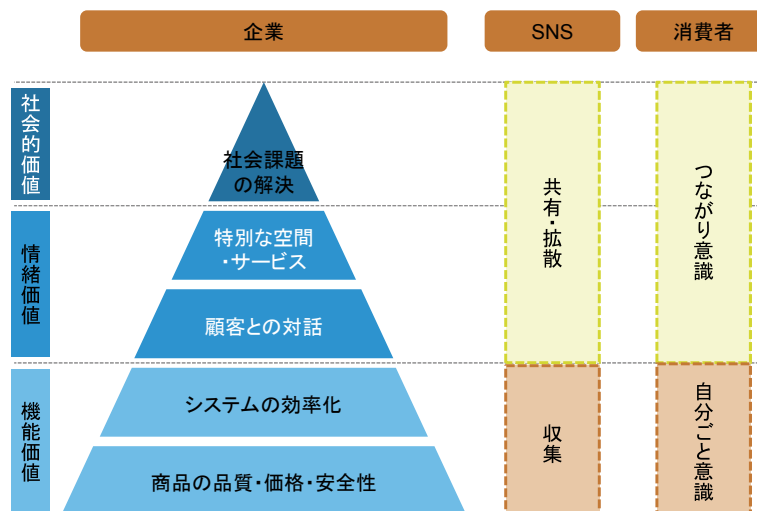 企業
SNS
消費者
社会的価値
社会課題
の解決
共有・拡散
つながり意識
情緒価値
特別な空間
・サービス
顧客との対話
機能価値
システムの効率化
収集
自分ごと意識
商品の品質・価格・安全性